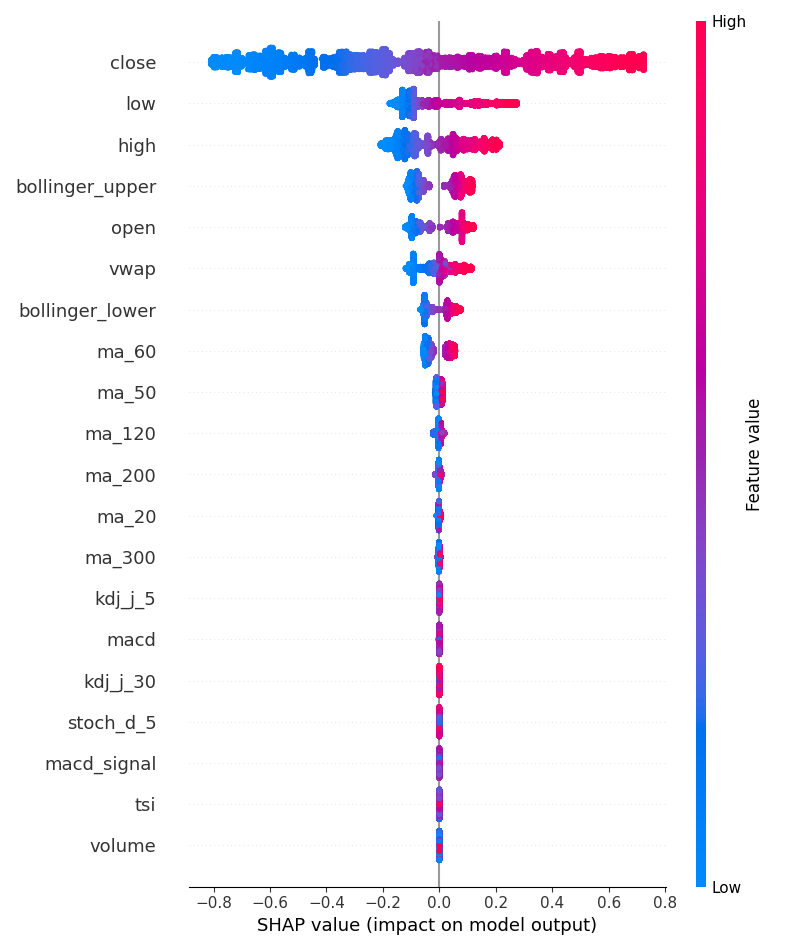 High
close
low
high
bollinger_upper
open
vwap
bollinger_lower
ma_60
ma_50
ma_120
ma_200
ma_20
ma_300
kdj_j_5
macd
kdj_j_30
stoch_d_5
macd_signal
tsi
volume
Feature value
Low
−0.8 −0.6 −0.4 −0.2 0.0 0.2 0.4 0.6 0.8
SHAP value (impact on model output)